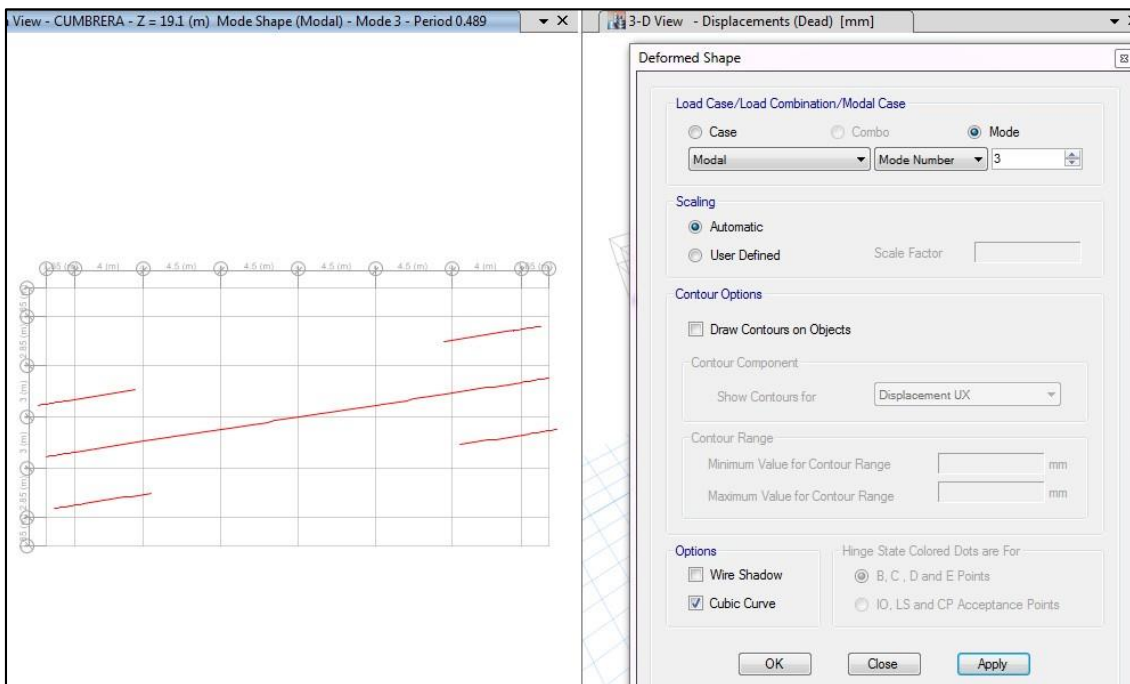 View - CUMBRERA - Z = 19.1 (m) Mode Shape (Modal) - Mode 3 - Period 0.489
3-D View - Displacements (Dead) [mm]
4 (m)
4.5 (m)
4.5 (m)
4.5 (m)
4 (m)
2.85 (m)
3 (m)
3 (m)
2.85 (m)
Deformed Shape
Load Case/Load Combination/Modal Case
Case
Combo
Mode
Modal
Mode Number
3
Scaling
Automatic
User Defined
Scale Factor
Contour Options
Draw Contours on Objects
Contour Component
Show Contours for
Displacement UX
Contour Range
Minimum Value for Contour Range
mm
Maximum Value for Contour Range
mm
Options
Wire Shadow
Cubic Curve
Hinge State Colored Dots are For
B, C , D and E Points
IO, LS and CP Acceptance Points
OK
Close
Apply